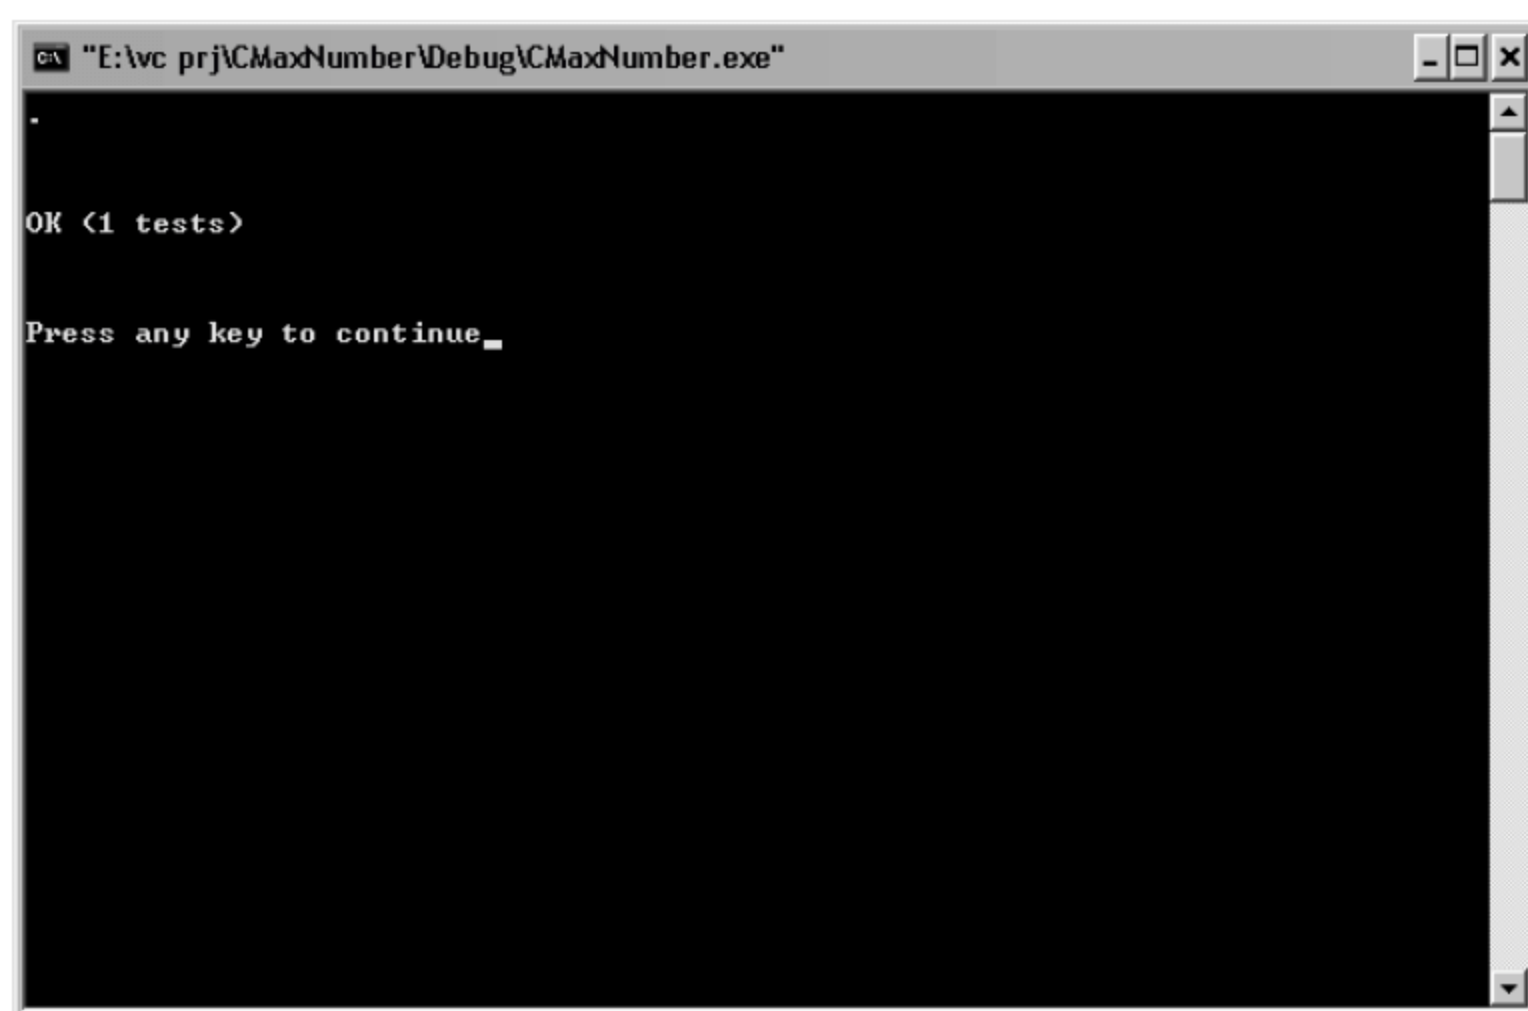 "E:\vc prj\CMaxNumber\Debug\CMaxNumber.exe"
.
OK (1 tests)
Press any key to continue